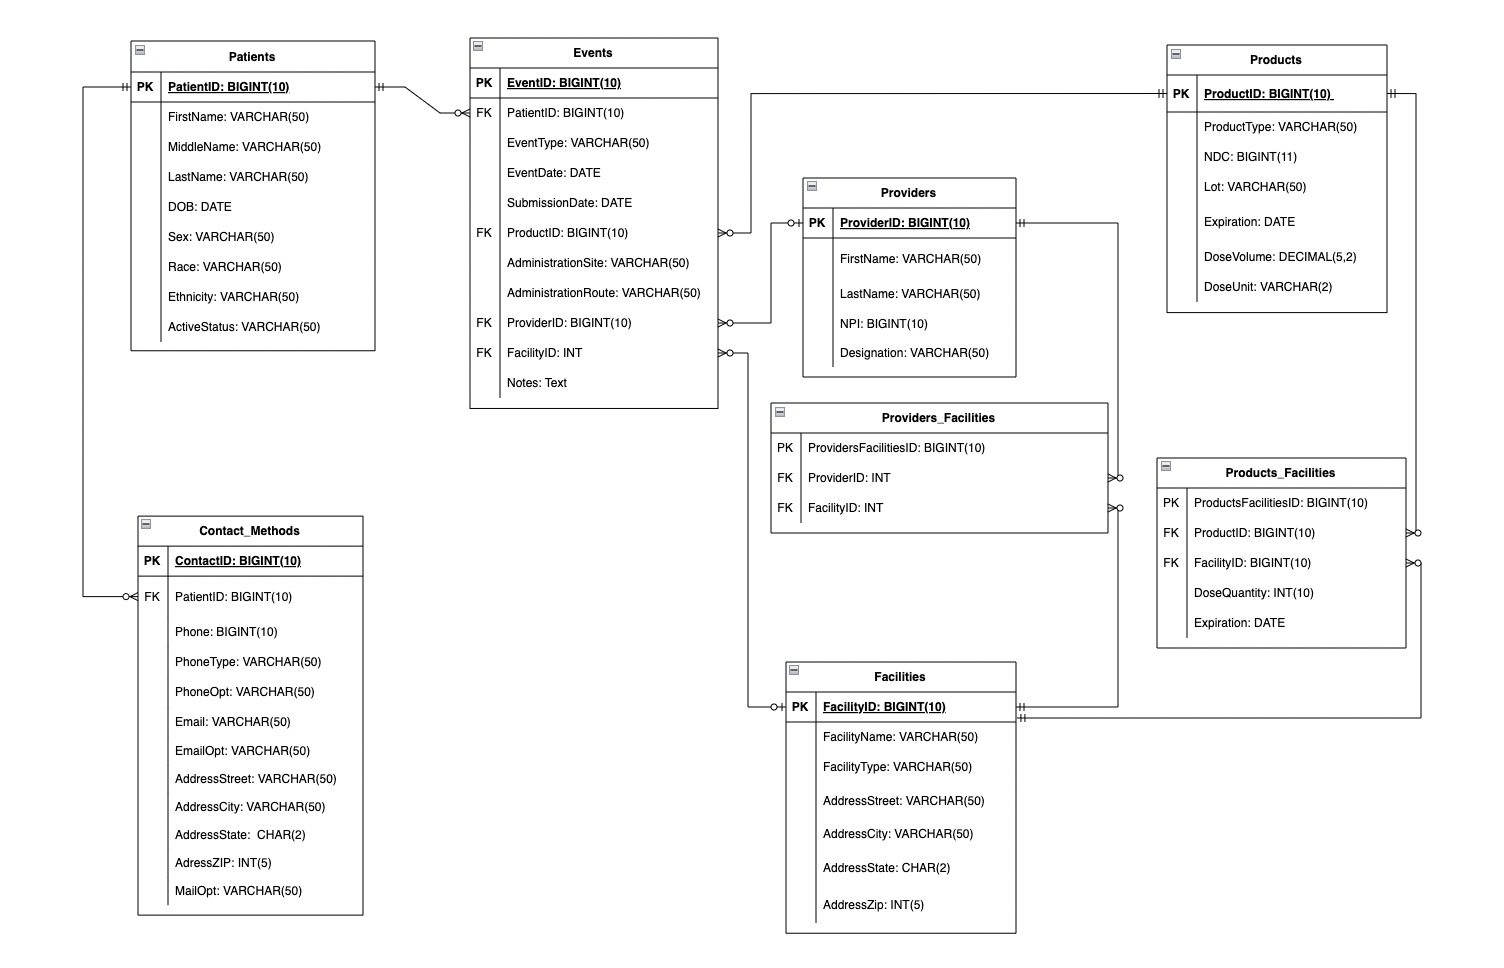 Patients
PK PatientID: BIGINT(10)
FirstName: VARCHAR(50)
MiddleName: VARCHAR(50)
LastName: VARCHAR(50)
DOB: DATE
Sex: VARCHAR(50)
Race: VARCHAR(50)
Ethnicity: VARCHAR(50)
ActiveStatus: VARCHAR(50)
Events
PK EventID: BIGINT(10)
FK PatientID: BIGINT(10)
EventType: VARCHAR(50)
EventDate: DATE
SubmissionDate: DATE
FK ProductID: BIGINT(10)
AdministrationSite: VARCHAR(50)
AdministrationRoute: VARCHAR(50)
FK ProviderID: BIGINT(10)
FK FacilityID: INT
Notes: Text
Products
PK ProductID: BIGINT(10)
ProductType: VARCHAR(50)
NDC: BIGINT(11)
Lot: VARCHAR(50)
Expiration: DATE
DoseVolume: DECIMAL(5,2)
DoseUnit: VARCHAR(2)
Providers
PK ProviderID: BIGINT(10)
FirstName: VARCHAR(50)
LastName: VARCHAR(50)
NPI: BIGINT(10)
Designation: VARCHAR(50)
Providers_Facilities
PK ProvidersFacilitiesID: BIGINT(10)
FK ProviderID: INT
FK FacilityID: INT
Products_Facilities
PK ProductsFacilitiesID: BIGINT(10)
FK ProductID: BIGINT(10)
FK FacilityID: BIGINT(10)
DoseQuantity: INT(10)
Expiration: DATE
Contact_Methods
PK ContactID: BIGINT(10)
FK PatientID: BIGINT(10)
Phone: BIGINT(10)
PhoneType: VARCHAR(50)
PhoneOpt: VARCHAR(50)
Email: VARCHAR(50)
EmailOpt: VARCHAR(50)
AddressStreet: VARCHAR(50)
AddressCity: VARCHAR(50)
AddressState: CHAR(2)
AdressZIP: INT(5)
MailOpt: VARCHAR(50)
Facilities
PK FacilityID: BIGINT(10)
FacilityName: VARCHAR(50)
FacilityType: VARCHAR(50)
AddressStreet: VARCHAR(50)
AddressCity: VARCHAR(50)
AddressState: CHAR(2)
AddressZip: INT(5)